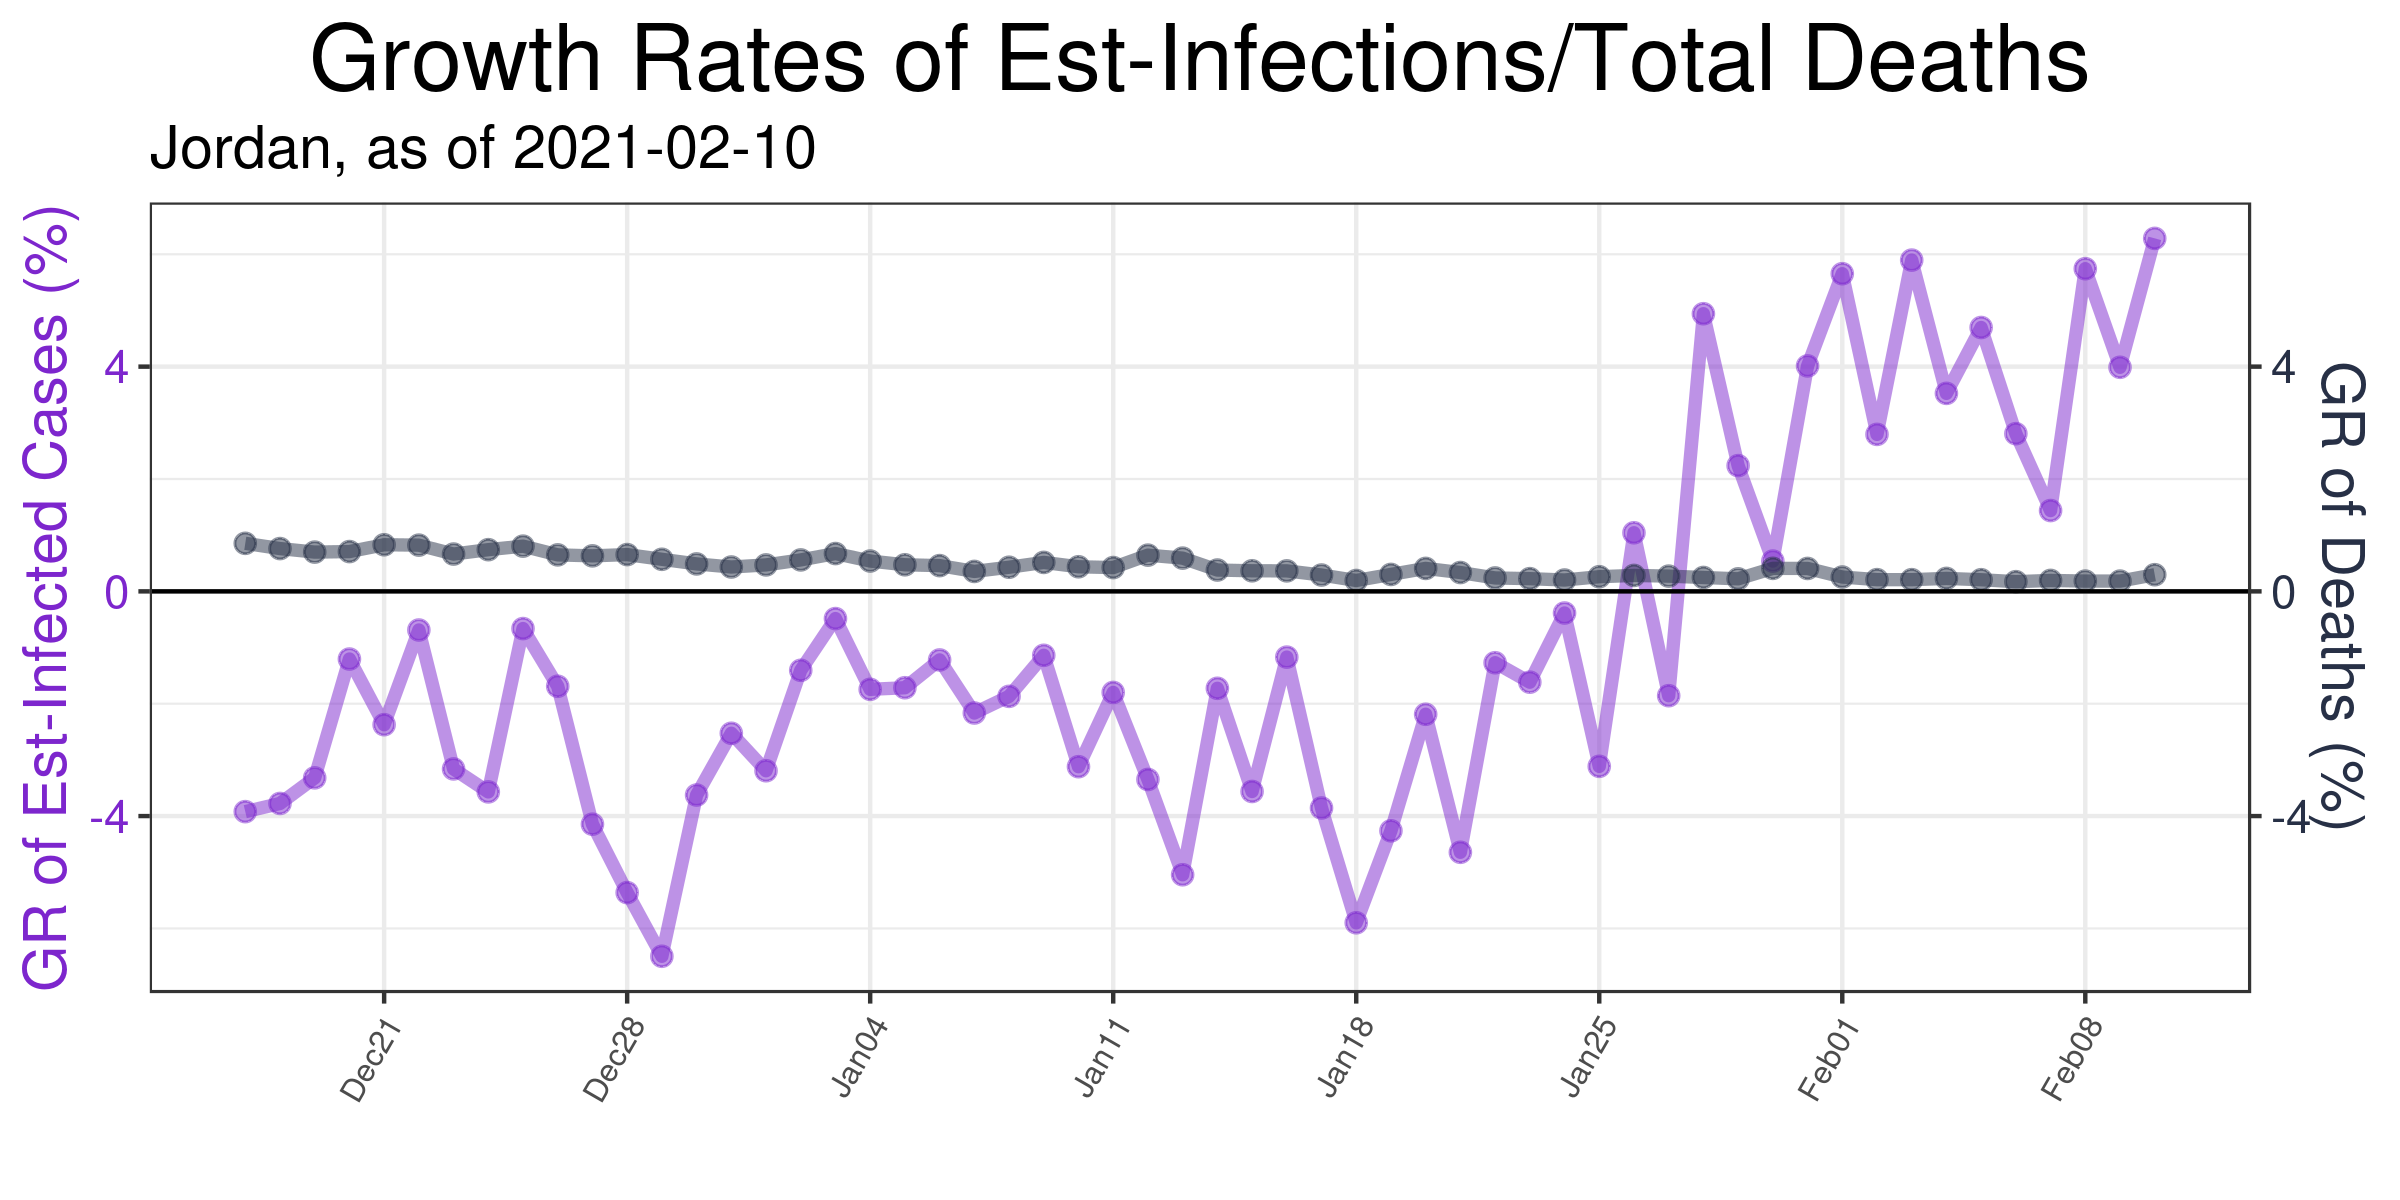 Growth Rates of Est-Infections/Total Deaths
Jordan, as of 2021-02-10
GR of Est-Infected Cases (%)
4
0
-4
4
0
-4
GR of Deaths (%)
Dec21
Dec28
Jan04
Jan11
Jan18
Jan25
Feb01
Feb08